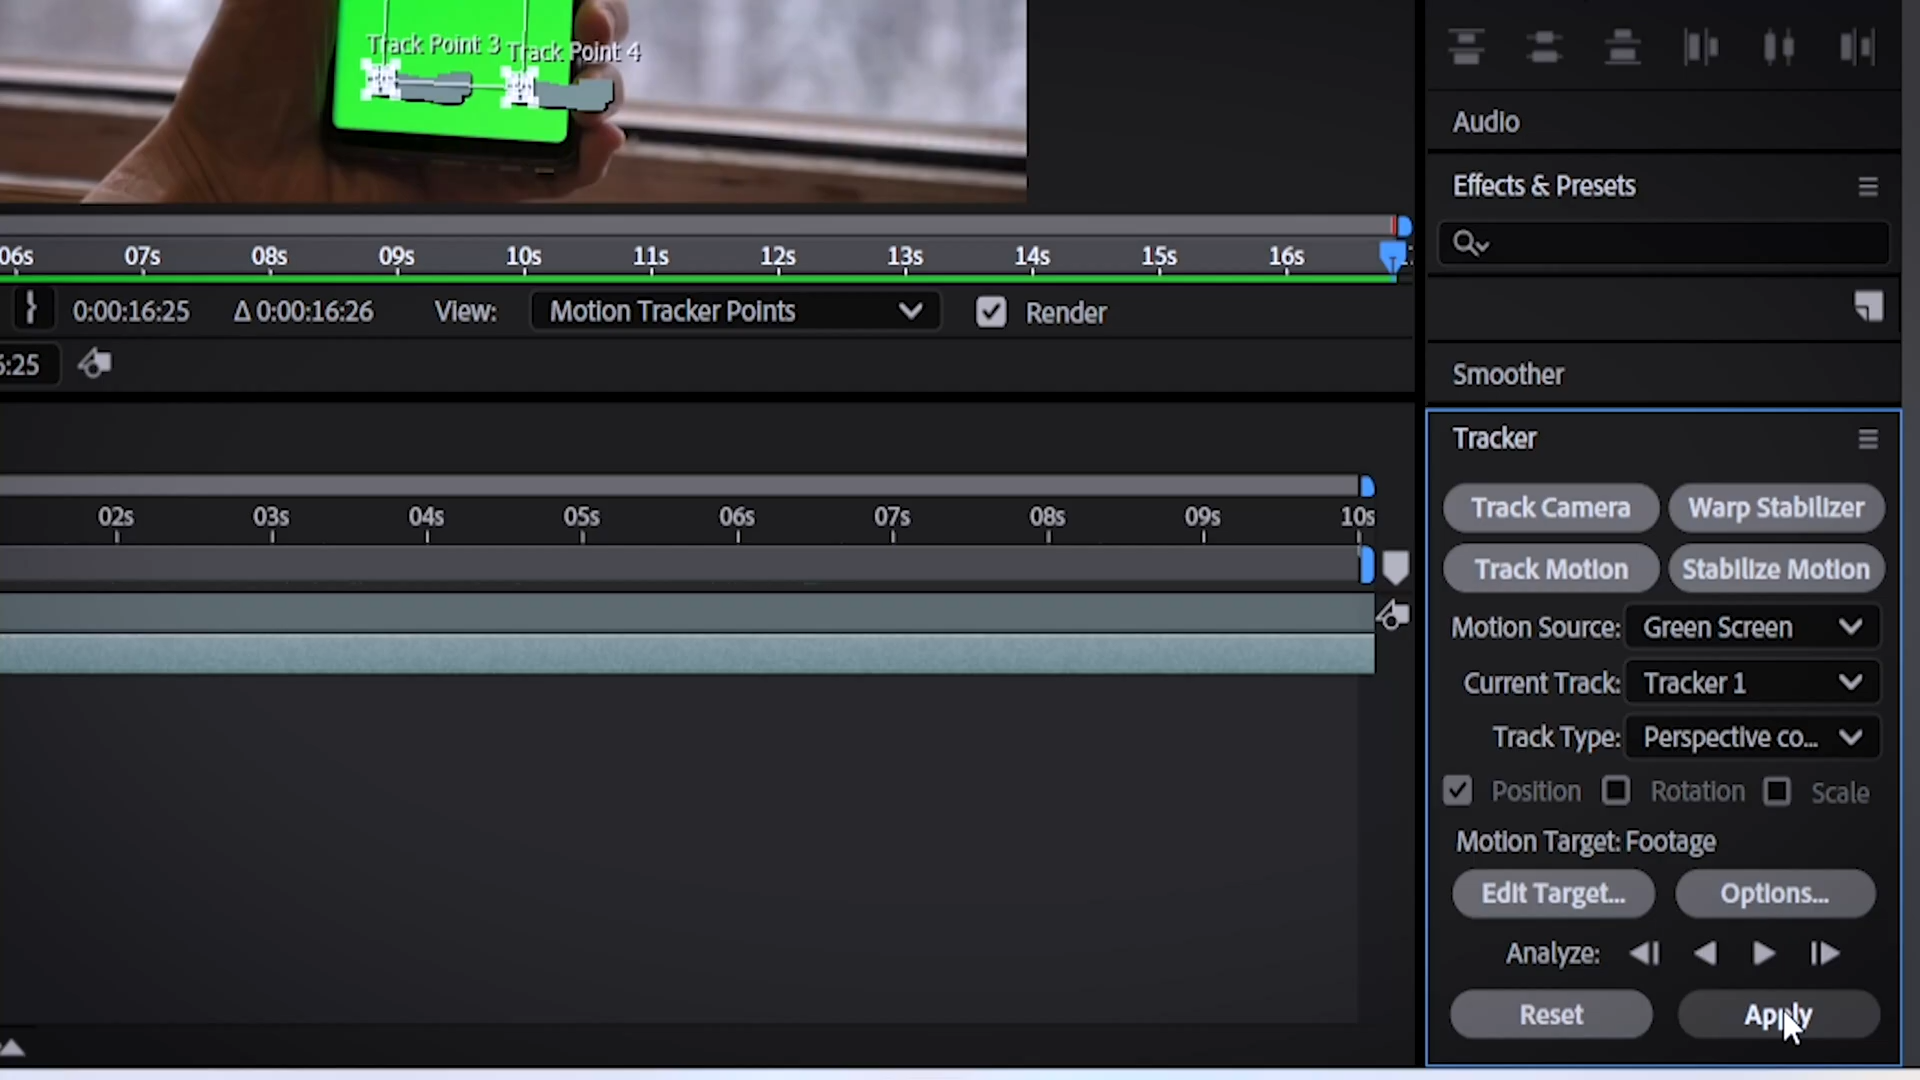 Track Point 3
Track Point 4
Audio
Effects & Presets
06s 07s 08s 09s 10s 11s 12s 13s 14s 15s 16s
0:00:16:25 Δ 0:00:16:26 View: Motion Tracker Points Render
5:25
Smoother
Tracker
02s 03s 04s 05s 06s 07s 08s 09s 10s
Track Camera Warp Stabilizer
Track Motion Stabilize Motion
Motion Source: Green Screen
Current Track: Tracker 1
Track Type: Perspective co...
Position Rotation Scale
Motion Target: Footage
Edit Target... Options...
Analyze:
Reset Apply